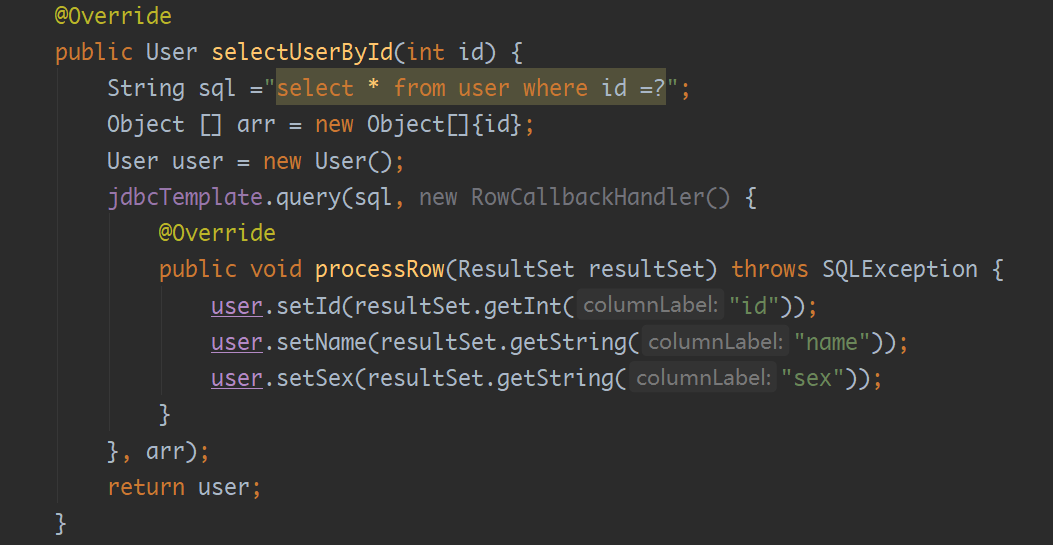 @Override
public User selectUserById(int id) {
String sql ="select * from user where id =?";
Object [] arr = new Object[]{id};
User user = new User();
jdbcTemplate.query(sql, new RowCallbackHandler() {
@Override
public void processRow(ResultSet resultSet) throws SQLException {
user.setId(resultSet.getInt( columnLabel: "id"));
user.setName(resultSet.getString( columnLabel: "name"));
user.setSex(resultSet.getString( columnLabel: "sex"));
}
}, arr);
return user;
}